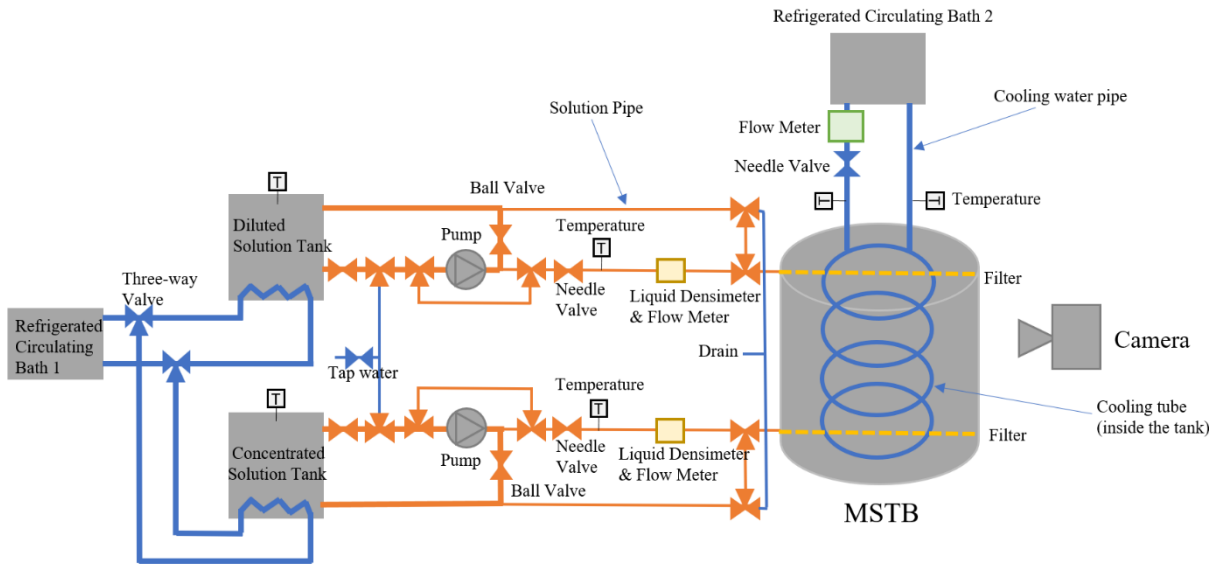 Refrigerated Circulating Bath 2
Solution Pipe
Cooling water pipe
Flow Meter
Needle Valve
T
T
Temperature
T
Diluted
Solution Tank
Ball Valve
Pump
Temperature
T
Needle
Valve
Liquid Densimeter
& Flow Meter
Filter
Three-way
Valve
Refrigerated
Circulating
Bath 1
Tap water
Drain
Camera
T
Concentrated
Solution Tank
Pump
Temperature
T
Needle
Valve
Liquid Densimeter
& Flow Meter
Ball Valve
Cooling tube
(inside the tank)
Filter
MSTB